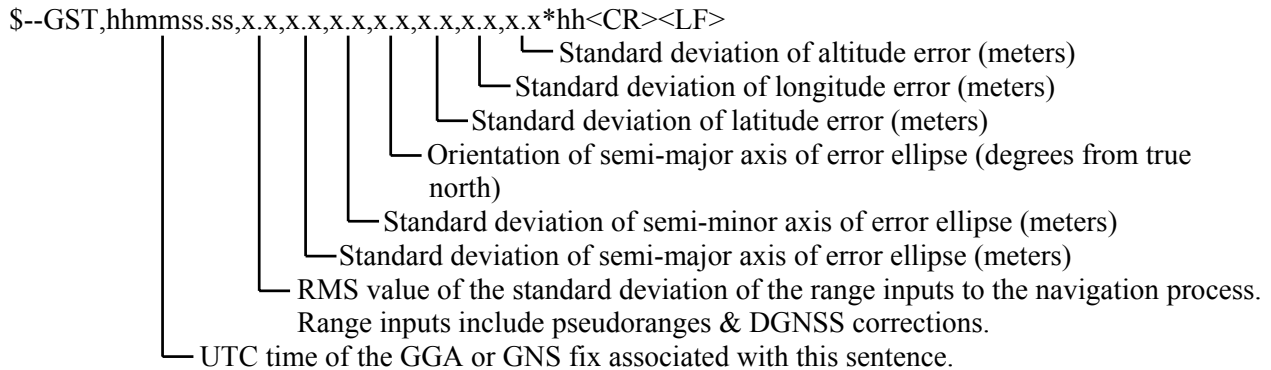 $--GST,hhmmss.ss,x.x,x.x,x.x,x.x,x.x,x.x,x.x*hh<CR><LF>
Standard deviation of altitude error (meters)
Standard deviation of longitude error (meters)
Standard deviation of latitude error (meters)
Orientation of semi-major axis of error ellipse (degrees from true
north)
Standard deviation of semi-minor axis of error ellipse (meters)
Standard deviation of semi-major axis of error ellipse (meters)
RMS value of the standard deviation of the range inputs to the navigation process.
Range inputs include pseudoranges & DGNSS corrections.
UTC time of the GGA or GNS fix associated with this sentence.